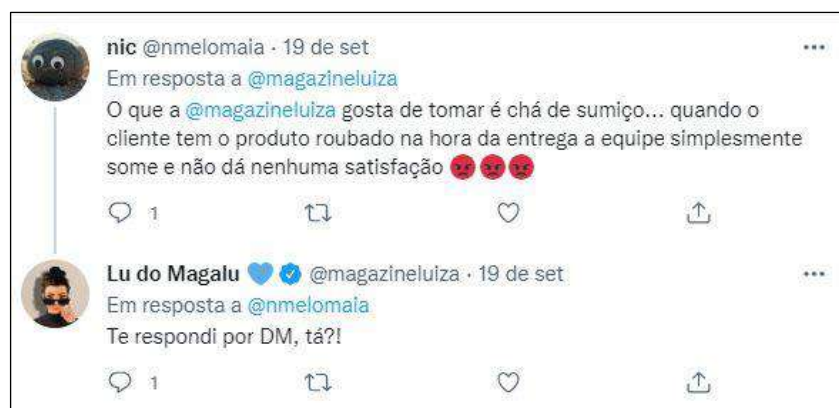 nic @nmelomaia · 19 de set
Em resposta a @magazineluiza
O que a @magazineluiza gosta de tomar é chá de sumiço... quando o
cliente tem o produto roubado na hora da entrega a equipe simplesmente
some e não dá nenhuma satisfação 😡😡😡
1
Lu do Magalu 💙 @magazineluiza · 19 de set
Em resposta a @nmelomaia
Te respondi por DM, tá?!
1